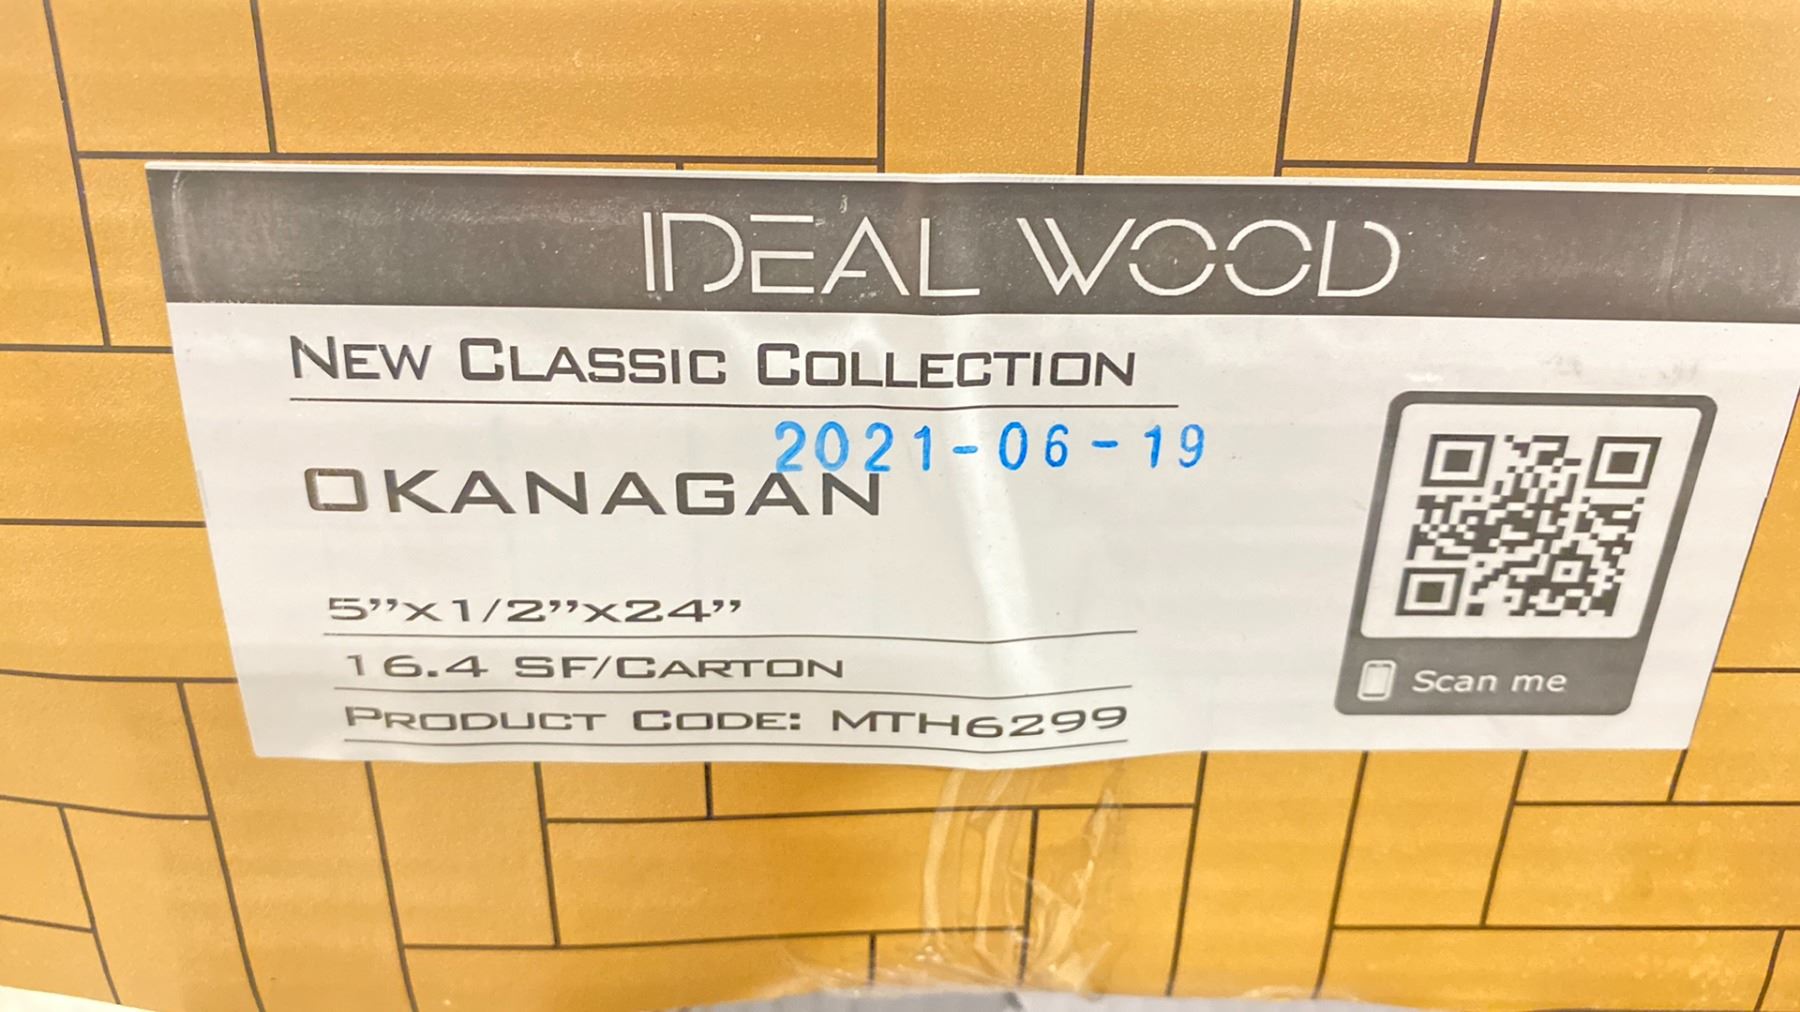 IDEAL WOOD
NEW CLASSIC COLLECTION
2021-06-19
OKANAGAN
5”x1/2”x24”
16.4 SF/CARTON
PRODUCT CODE: MTH6299
Scan me